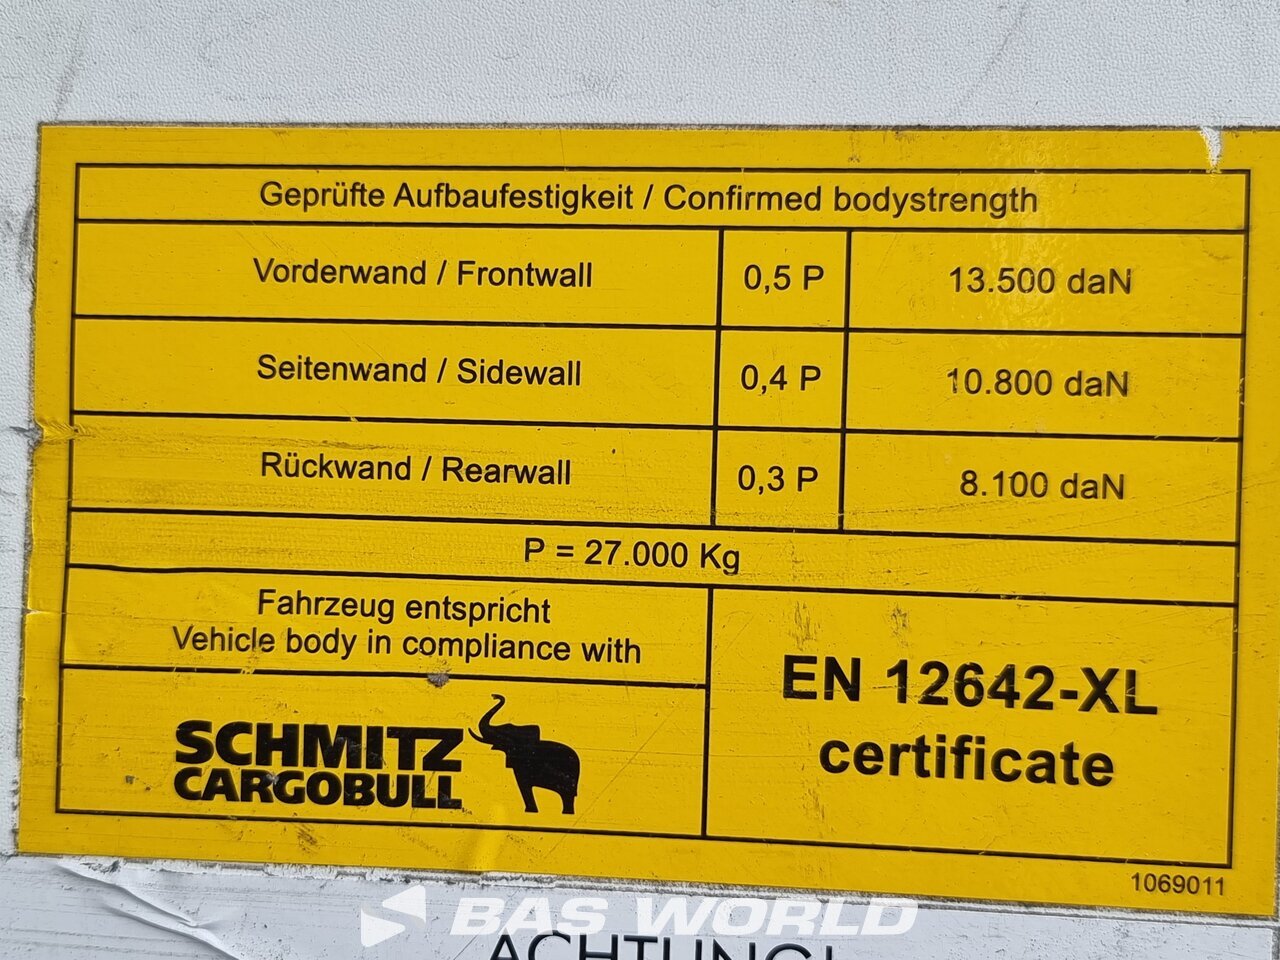 Geprüfte Aufbaufestigkeit / Confirmed bodystrength
Vorderwand / Frontwall 0,5 P 13.500 daN
Seitenwand / Sidewall 0,4 P 10.800 daN
Rückwand / Rearwall 0,3 P 8.100 daN
P = 27.000 Kg
Fahrzeug entspricht
Vehicle body in compliance with
EN 12642-XL
certificate
SCHMITZ
CARGOBULL
1069011
BAS WORLD
ACHTUNG!